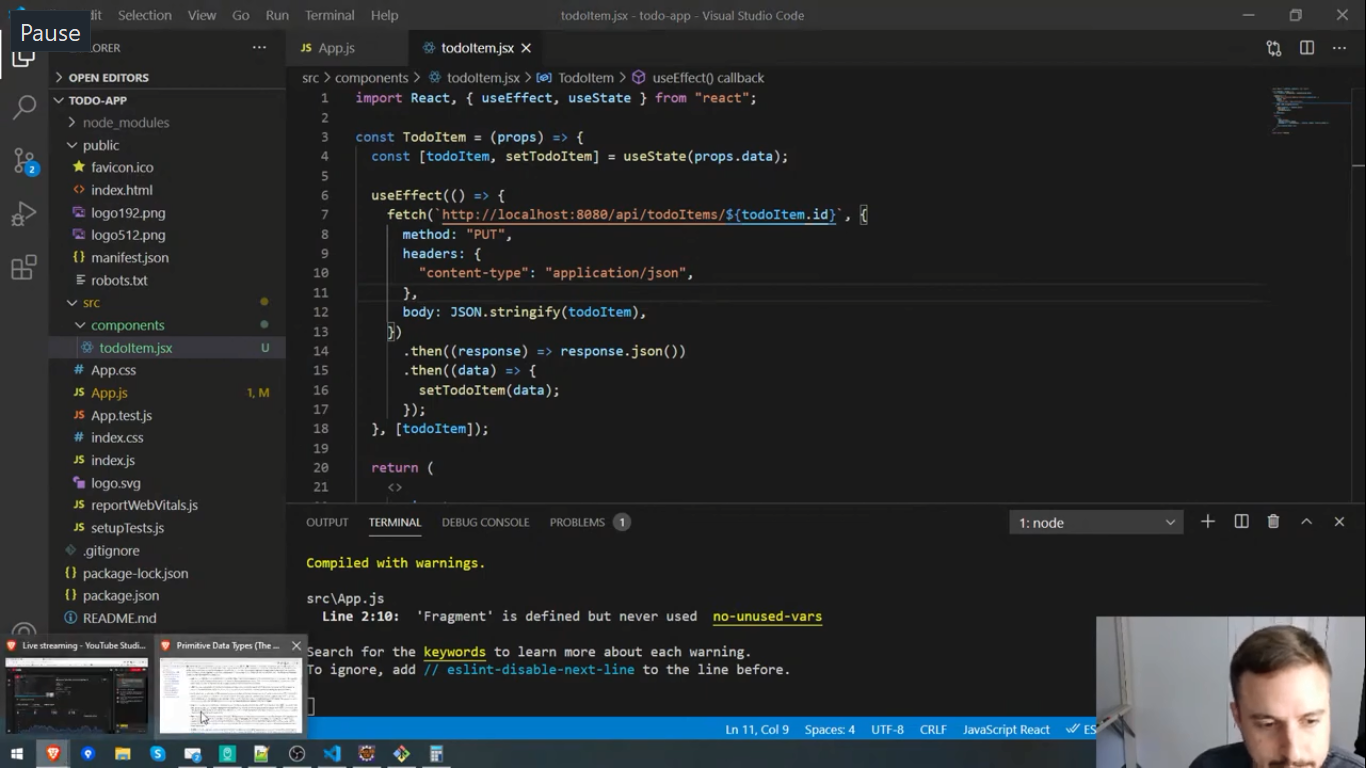 Pause
Selection View Go Run Terminal Help
todoItem.jsx - todo-app - Visual Studio Code
App.js
todoItem.jsx
OPEN EDITORS
TODO-APP
node_modules
public
favicon.ico
index.html
logo192.png
logo512.png
manifest.json
robots.txt
src
components
todoItem.jsx U
App.css
App.js 1, M
App.test.js
index.css
index.js
logo.svg
reportWebVitals.js
setupTests.js
.gitignore
package-lock.json
package.json
README.md
2
src > components > todoItem.jsx > TodoItem > useEffect() callback
1 import React, { useEffect, useState } from "react";
2
3 const TodoItem = (props) => {
4 const [todoItem, setTodoItem] = useState(props.data);
5
6 useEffect(() => {
7 fetch(`http://localhost:8080/api/todoItems/${todoItem.id}`, {
8 method: "PUT",
9 headers: {
10 "content-type": "application/json",
11 },
12 body: JSON.stringify(todoItem),
13 })
14 .then((response) => response.json())
15 .then((data) => {
16 setTodoItem(data);
17 });
18 }, [todoItem]);
19
20 return (
21 <>
OUTPUT TERMINAL DEBUG CONSOLE PROBLEMS 1
1: node
Compiled with warnings.
src\App.js
Line 2:10: 'Fragment' is defined but never used no-unused-vars
Search for the keywords to learn more about each warning.
To ignore, add // eslint-disable-next-line to the line before.
Live streaming - YouTube Studi...
Primitive Data Types (The ...
Ln 11, Col 9 Spaces: 4 UTF-8 CRLF JavaScript React